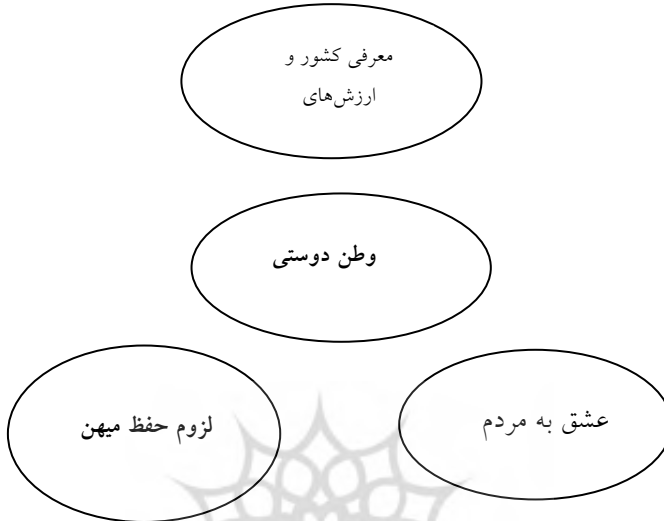 معرفی کشور و
ارزش‌های
وطن دوستی
عشق به مردم
لزوم حفظ میهن